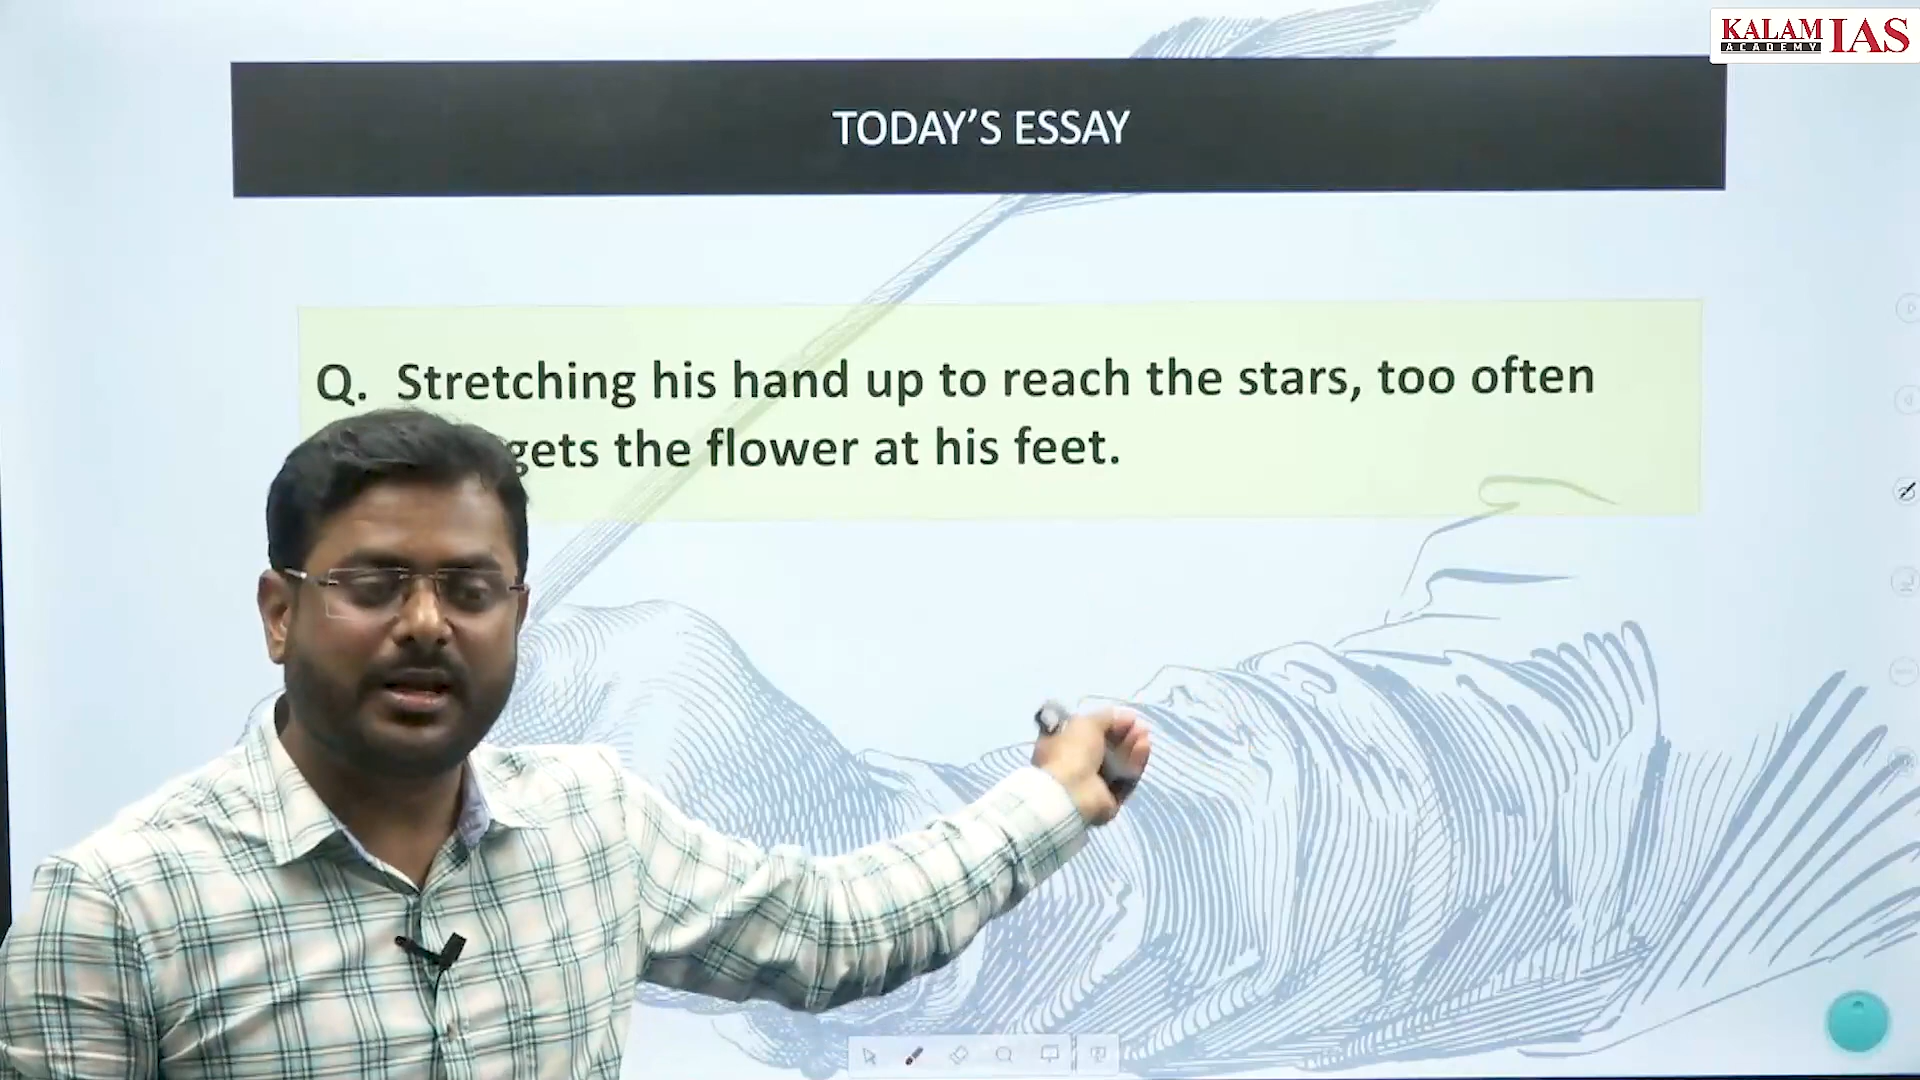 KALAM IAS
ACADEMY
TODAY'S ESSAY
Q. Stretching his hand up to reach the stars, too often
the flower at his feet.